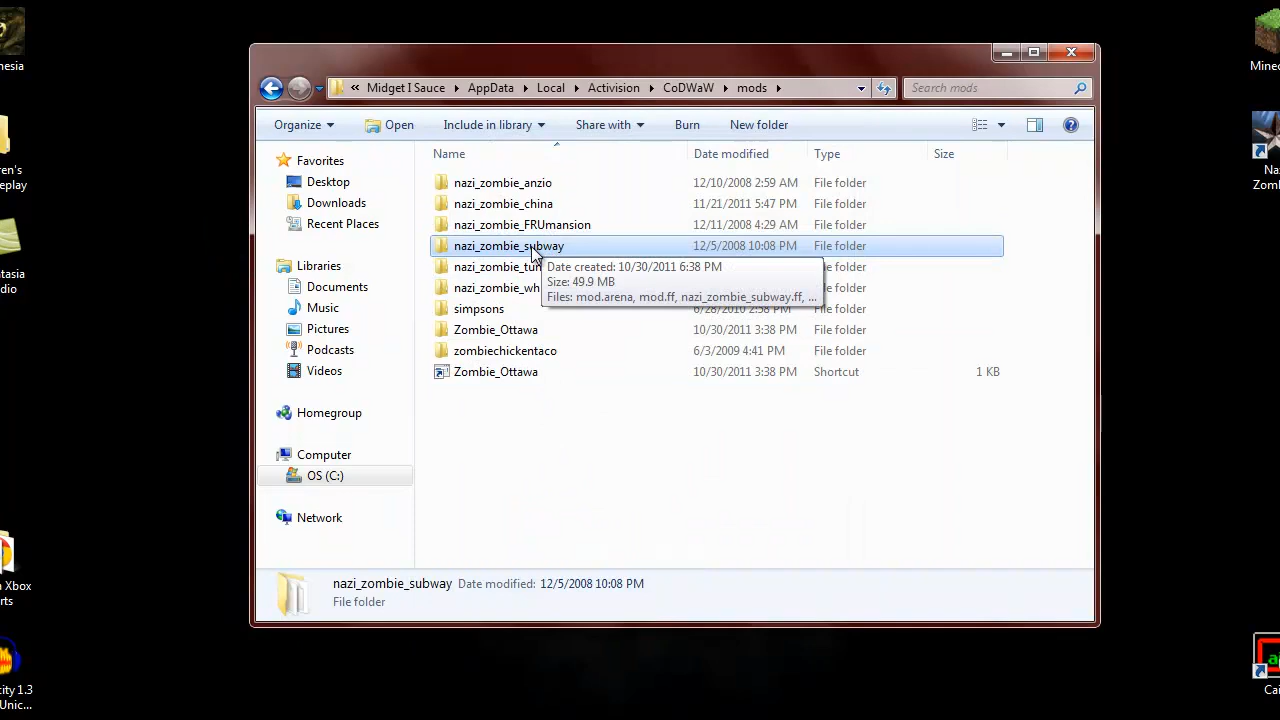 nesia
en's
eplay
tasia
dio
Xbox
rts
city 1.3
Unic...
« Midget I Sauce ▸ AppData ▸ Local ▸ Activision ▸ CoDWaW ▸ mods ▸
Search mods
Organize Open Include in library Share with Burn New folder
Name Date modified Type Size
Favorites
Desktop
Downloads
Recent Places
Libraries
Documents
Music
Pictures
Podcasts
Videos
Homegroup
Computer
OS (C:)
Network
nazi_zombie_anzio 12/10/2008 2:59 AM File folder
nazi_zombie_china 11/21/2011 5:47 PM File folder
nazi_zombie_FRUmansion 12/11/2008 4:29 AM File folder
nazi_zombie_subway 12/5/2008 10:08 PM File folder
nazi_zombie_tun File folder
nazi_zombie_wh File folder
simpsons 6/28/2010 2:58 PM File folder
Zombie_Ottawa 10/30/2011 3:38 PM File folder
zombiechickentaco 6/3/2009 4:41 PM File folder
Zombie_Ottawa 10/30/2011 3:38 PM Shortcut 1 KB
Date created: 10/30/2011 6:38 PM
Size: 49.9 MB
Files: mod.arena, mod.ff, nazi_zombie_subway.ff, ...
nazi_zombie_subway Date modified: 12/5/2008 10:08 PM
File folder
Minec
Na
Zomb
Cai